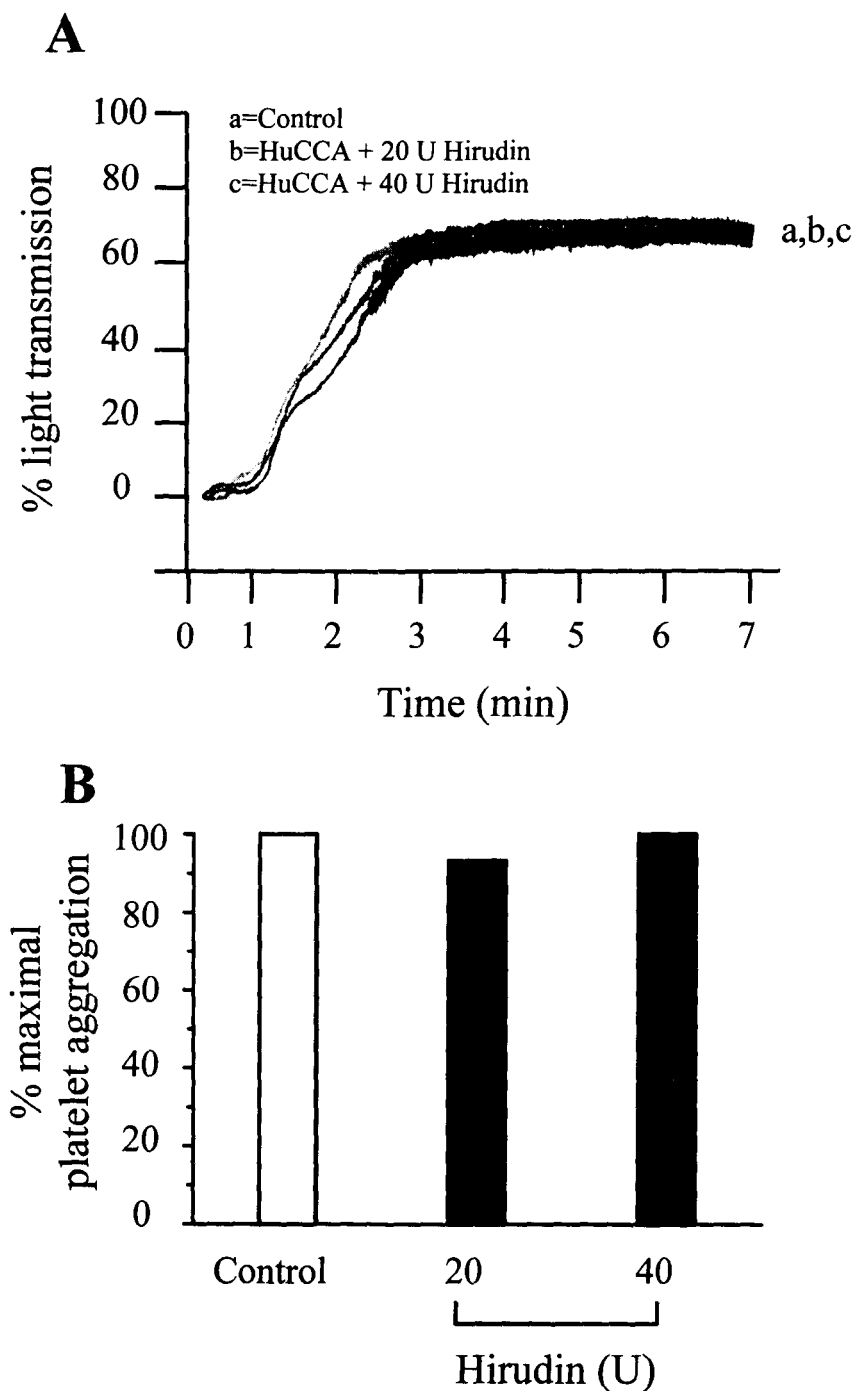 A
100
80
60
40
20
0
% light transmission
a=Control
b=HuCCA + 20 U Hirudin
c=HuCCA + 40 U Hirudin
a,b,c
0 1 2 3 4 5 6 7
Time (min)
B
100
80
60
40
20
0
% maximal
platelet aggregation
Control 20 40
Hirudin (U)